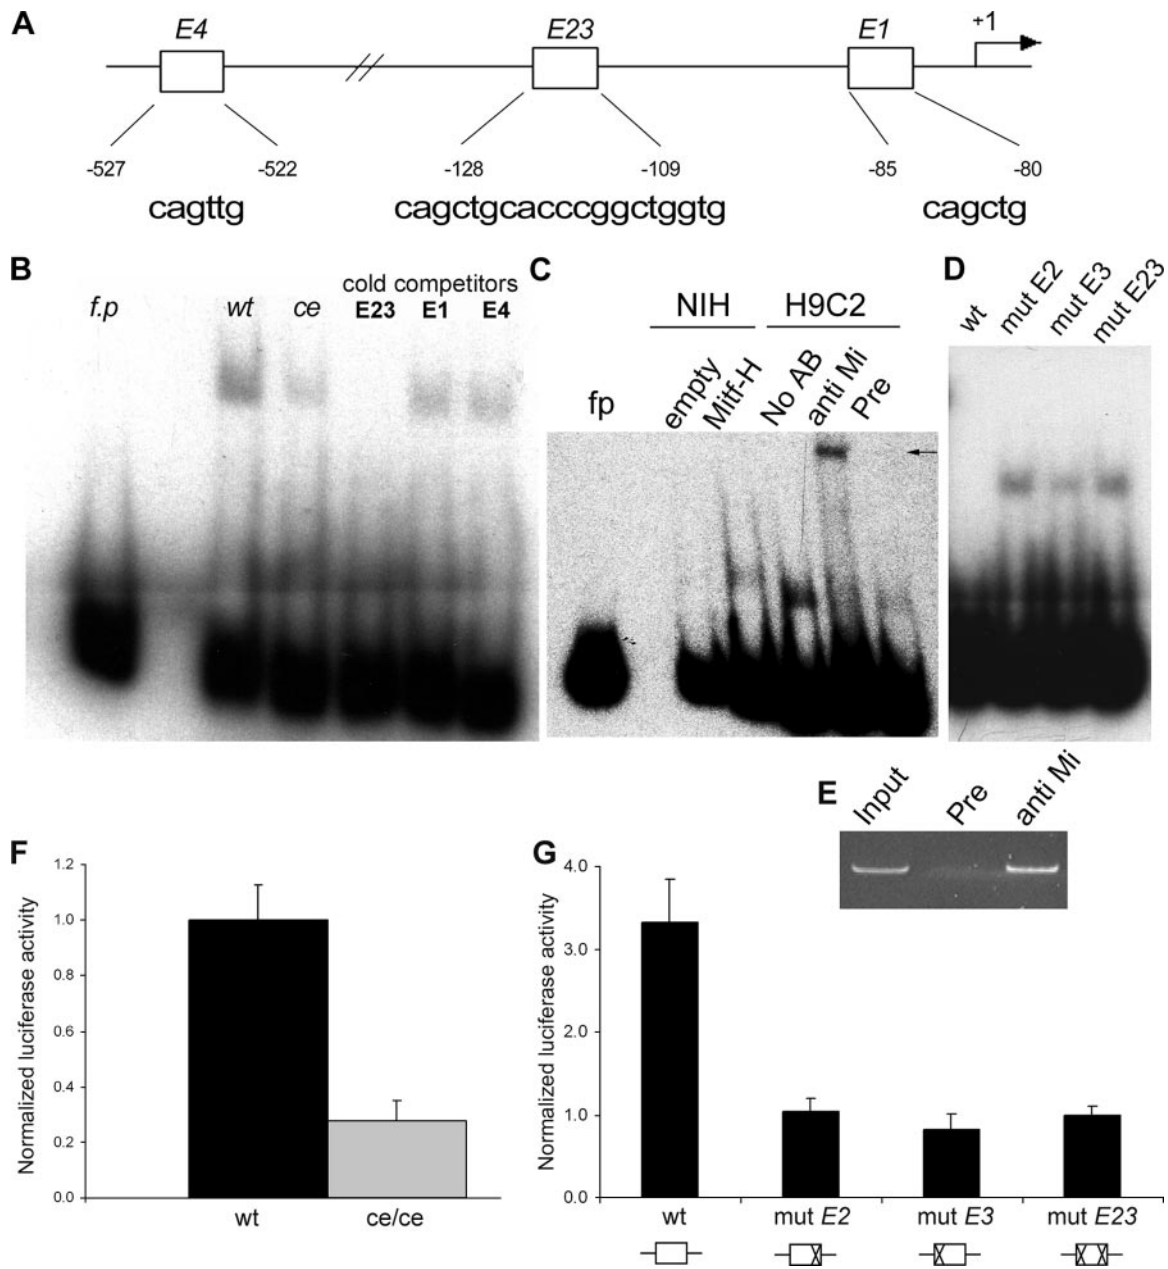 A
E4
E23
E1
+1
-527
-522
-128
-109
-85
-80
cagttg
cagctgcacccggctggtg
cagctg
B
cold competitors
f.p
wt
ce
E23
E1
E4
C
NIH
H9C2
fp
empty
Mitf-H
No AB
anti Mi
Pre
D
wt
mut E2
mut E3
mut E23
E
Input
Pre
anti Mi
F
Normalized luciferase activity
1.2
1.0
0.8
0.6
0.4
0.2
0.0
wt
ce/ce
G
Normalized luciferase activity
4.0
3.0
2.0
1.0
0.0
wt
mut E2
mut E3
mut E23